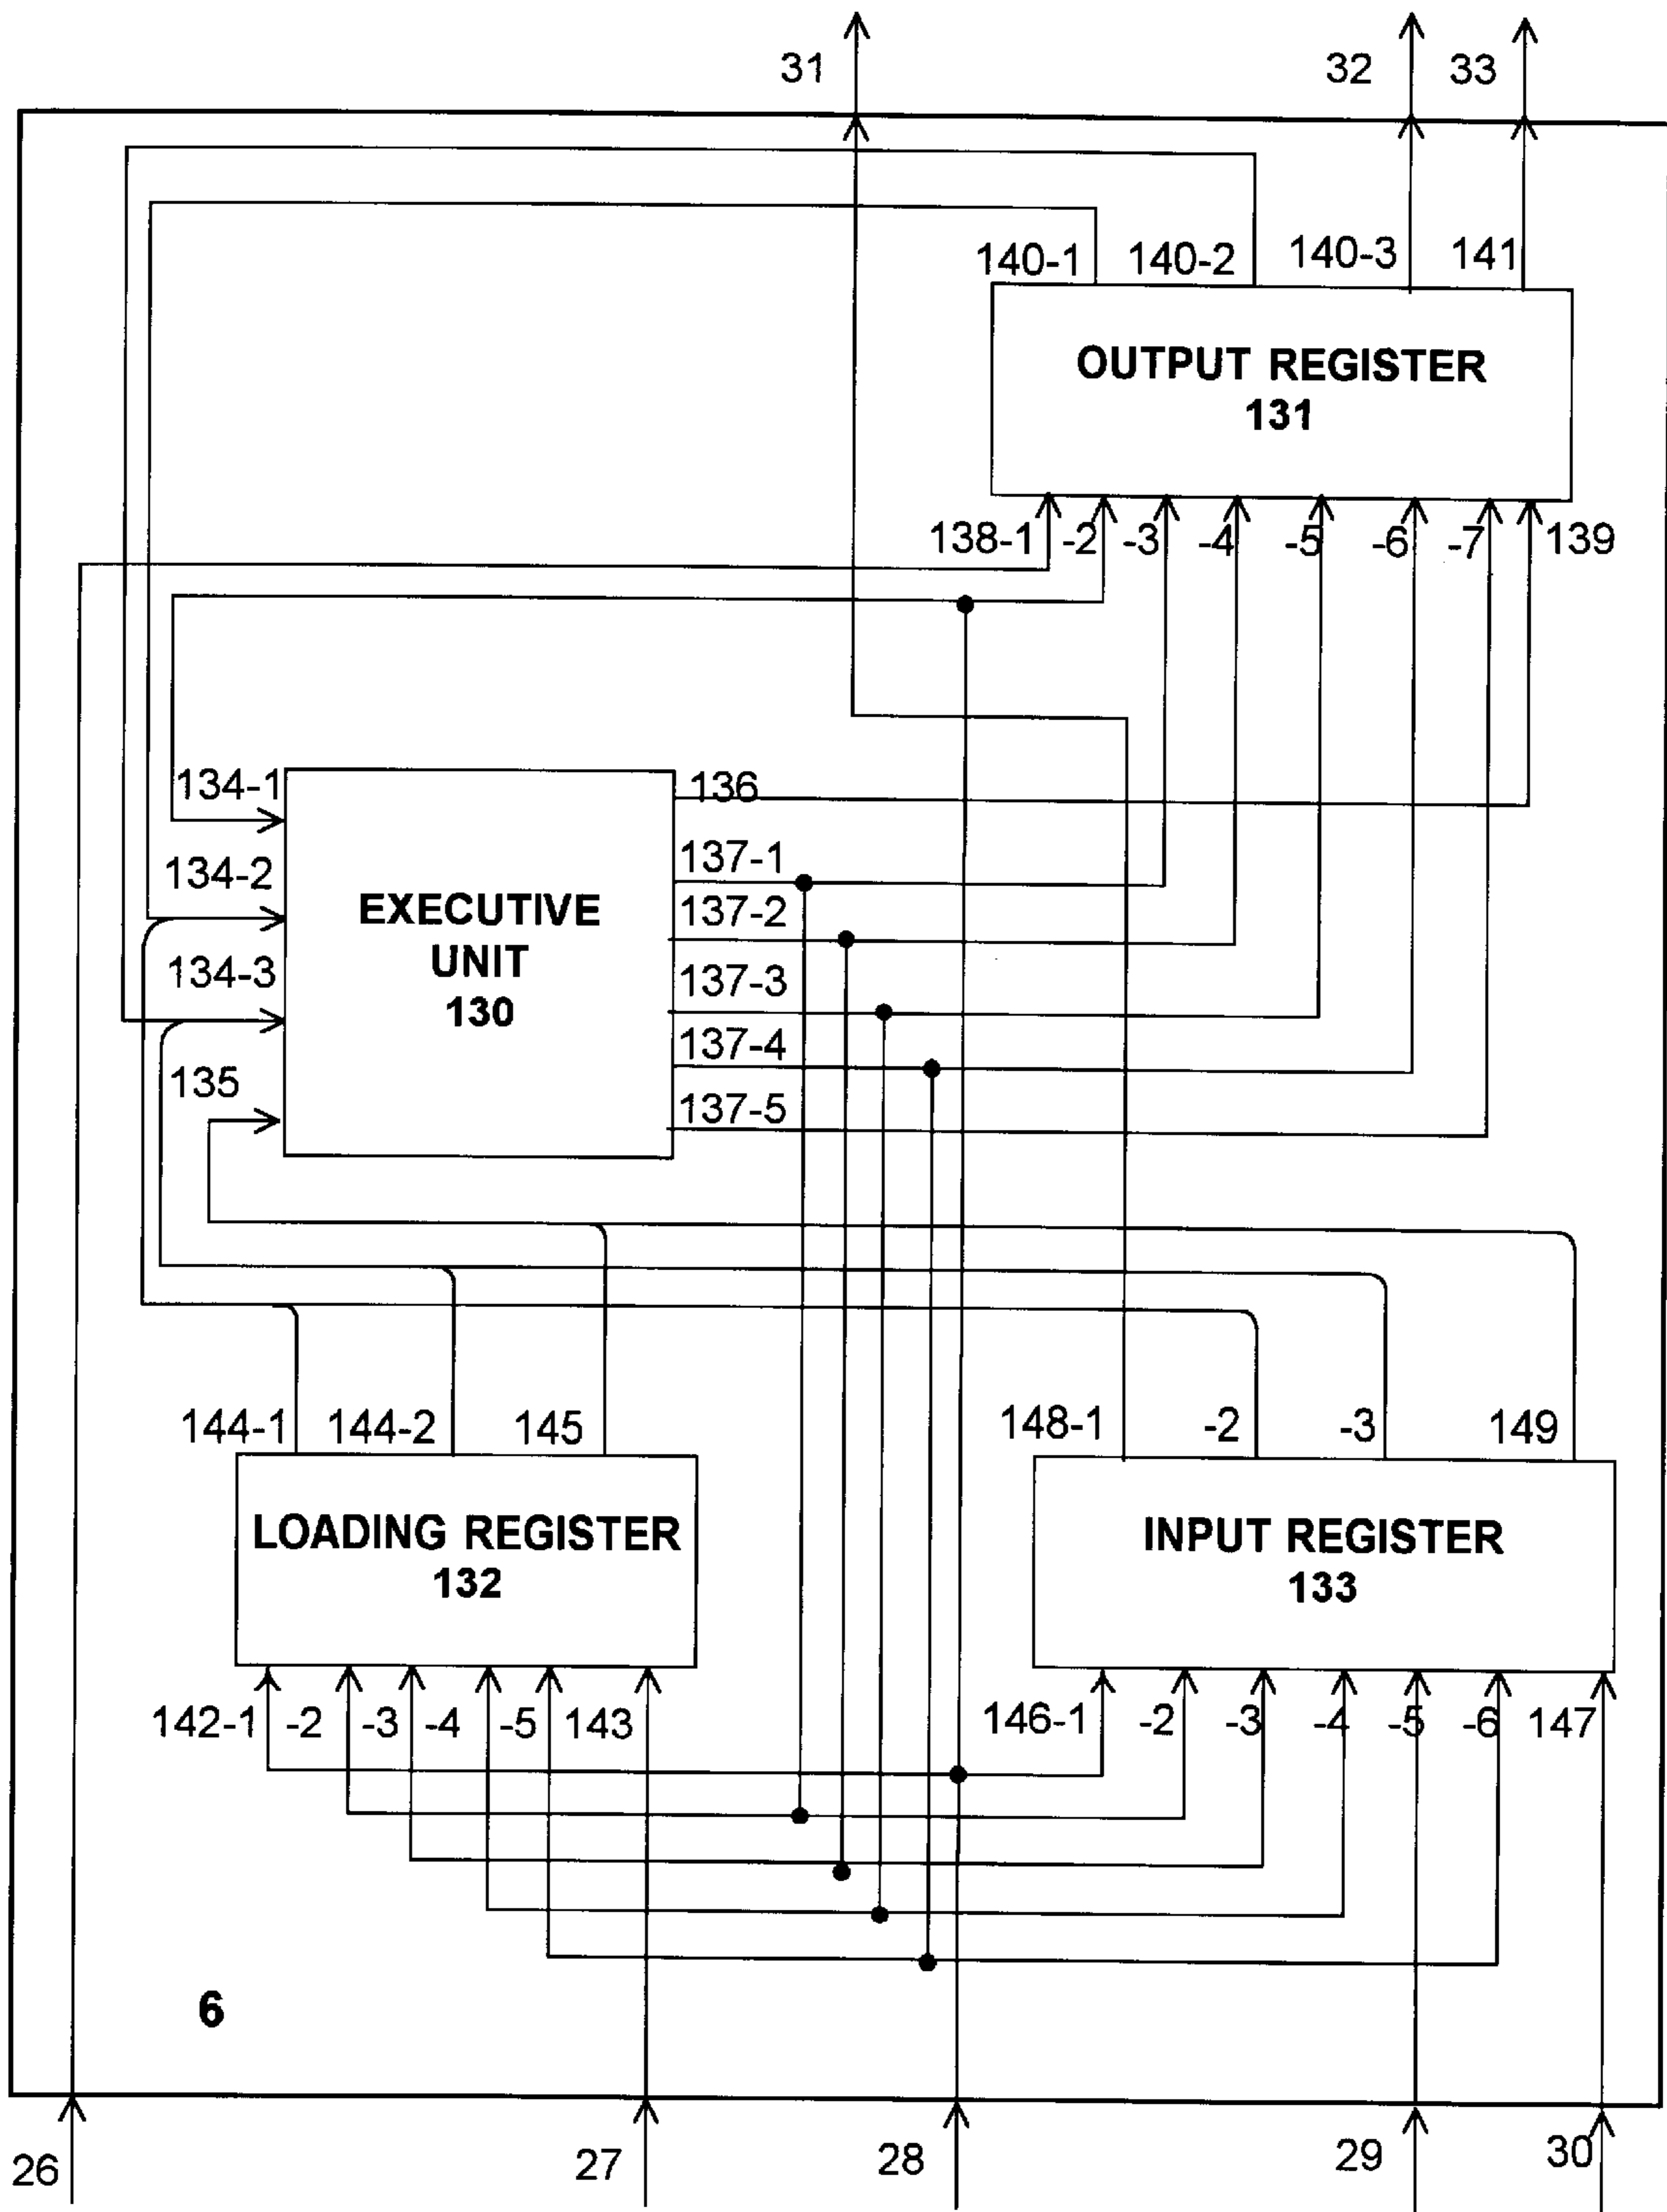 31 32 33
140-1 140-2 140-3 141
OUTPUT REGISTER
131
138-1 -2 -3 -4 -5 -6 -7 139
134-1 136
134-2 137-1
EXECUTIVE 137-2
UNIT
134-3 137-3
130
137-4
135
137-5
144-1 144-2 145 148-1 -2 -3 149
LOADING REGISTER INPUT REGISTER
132 133
142-1 -2 -3 -4 -5 143 146-1 -2 -3 -4 -5 -6 147
6
26 27 28 29 30